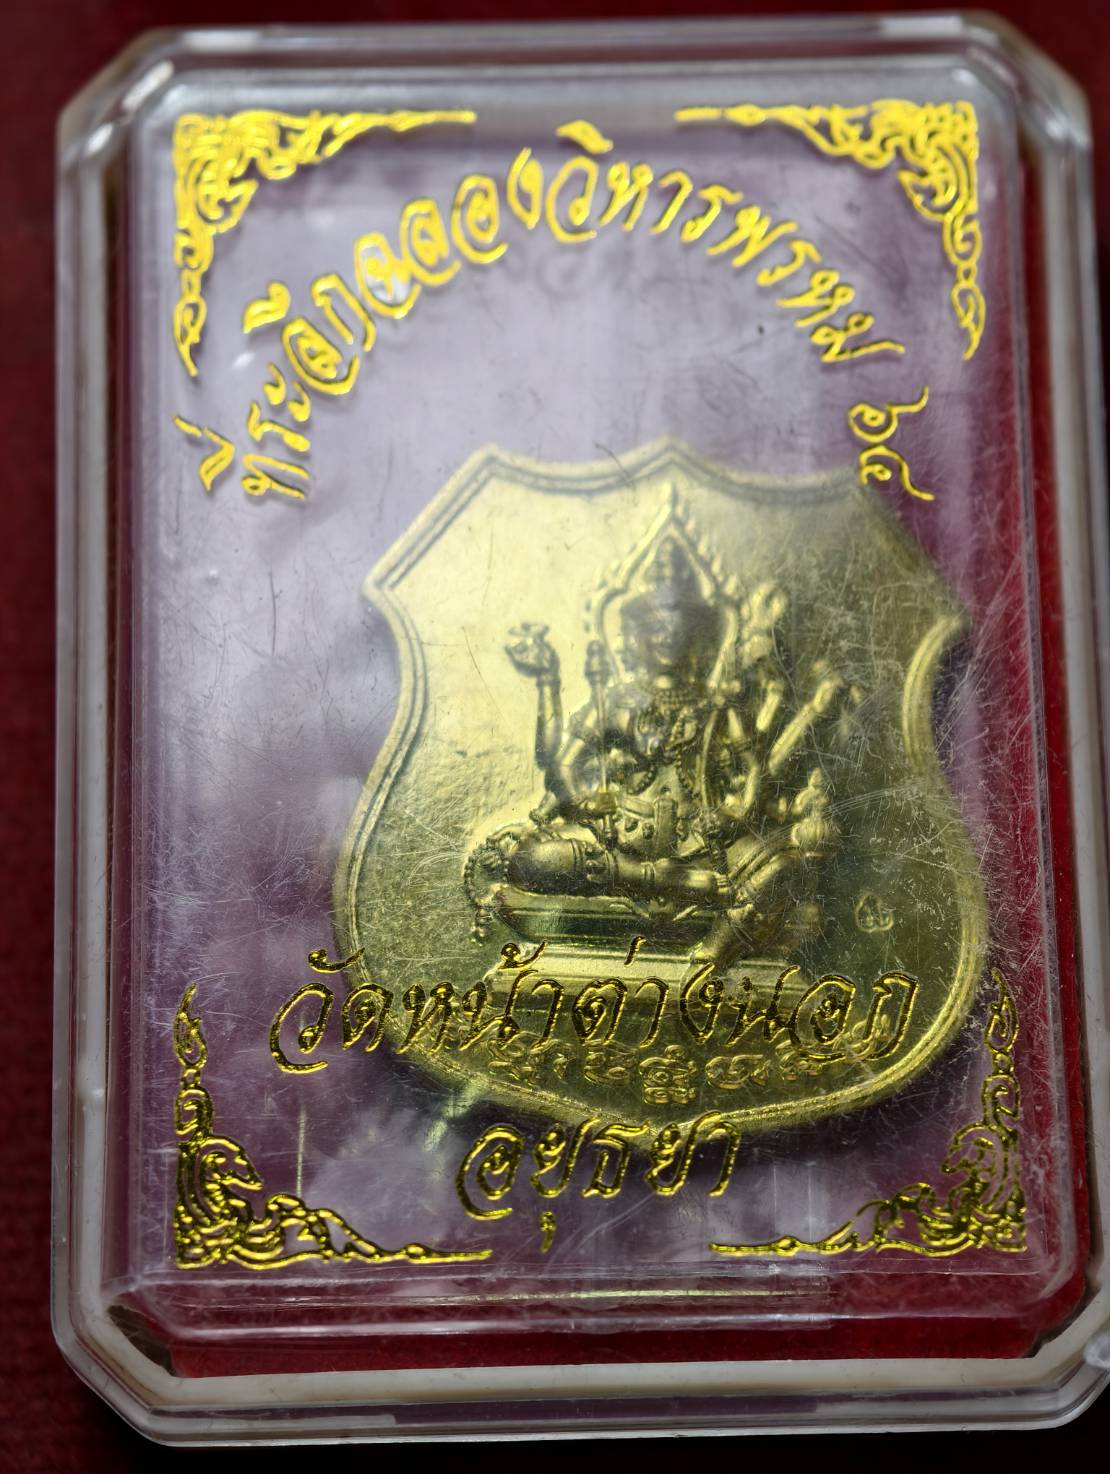 ที่ระฦกฉลองวิหารพรหม ๖๔
วัดหน้าต่างนอก
อยุธยา